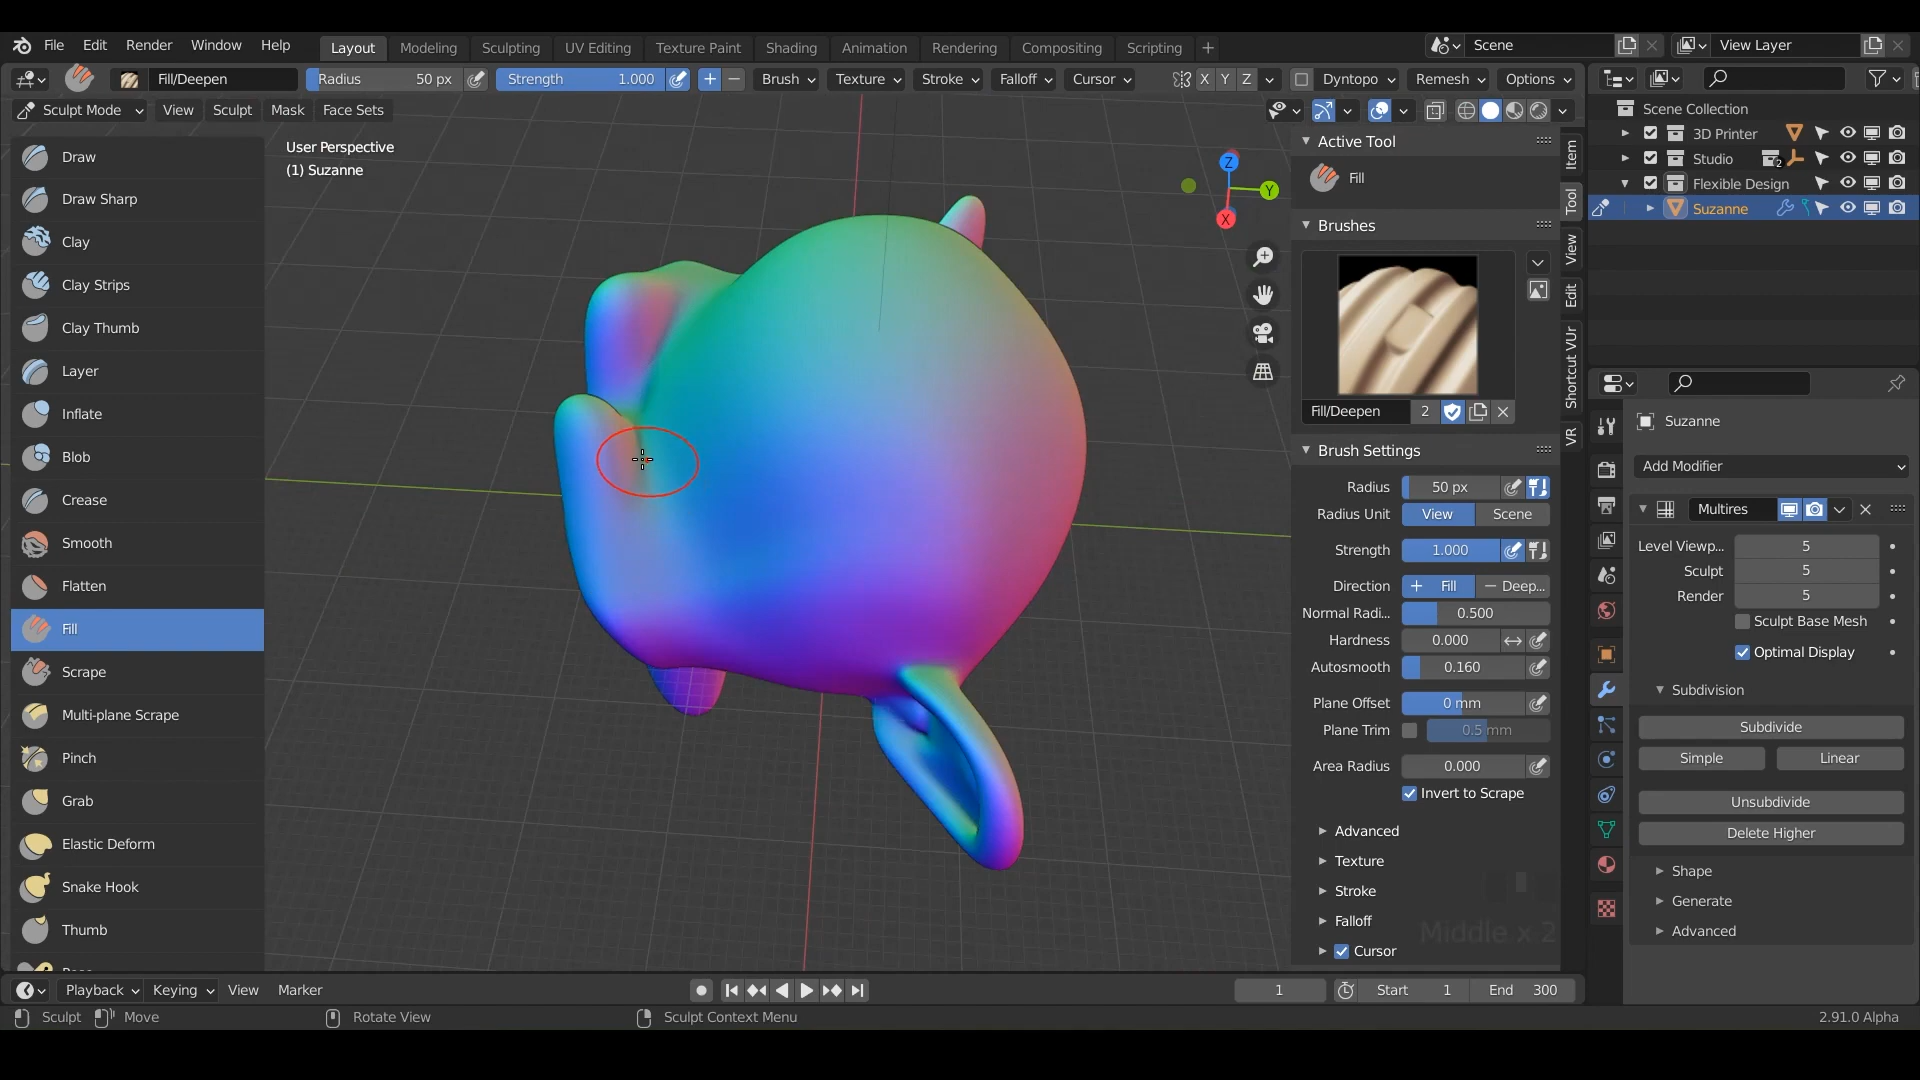 File Edit Render Window Help Layout Modeling Sculpting UV Editing Texture Paint Shading Animation Rendering Compositing Scripting + Scene View Layer
Fill/Deepen Radius 50 px Strength 1.000 + − Brush Texture Stroke Falloff Cursor X Y Z Dyntopo Remesh Options
Sculpt Mode View Sculpt Mask Face Sets
User Perspective
(1) Suzanne
Draw
Draw Sharp
Clay
Clay Strips
Clay Thumb
Layer
Inflate
Blob
Crease
Smooth
Flatten
Fill
Scrape
Multi-plane Scrape
Pinch
Grab
Elastic Deform
Snake Hook
Thumb
Z
Y
X
Active Tool
Fill
Brushes
Fill/Deepen 2
Brush Settings
Radius 50 px
Radius Unit View Scene
Strength 1.000
Direction + Fill − Deep...
Normal Radi... 0.500
Hardness 0.000
Autosmooth 0.160
Plane Offset 0 mm
Plane Trim 0.5 mm
Area Radius 0.000
Invert to Scrape
Advanced
Texture
Stroke
Falloff
Cursor
Middle x 2
Item
Tool
View
Edit
Shortcut VUr
VR
Scene Collection
3D Printer
Studio 2
Flexible Design
Suzanne
Suzanne
Add Modifier
Multires
Level Viewp... 5
Sculpt 5
Render 5
Sculpt Base Mesh
Optimal Display
Subdivision
Subdivide
Simple Linear
Unsubdivide
Delete Higher
Shape
Generate
Advanced
Playback Keying View Marker 1 Start 1 End 300
Sculpt Move Rotate View Sculpt Context Menu 2.91.0 Alpha